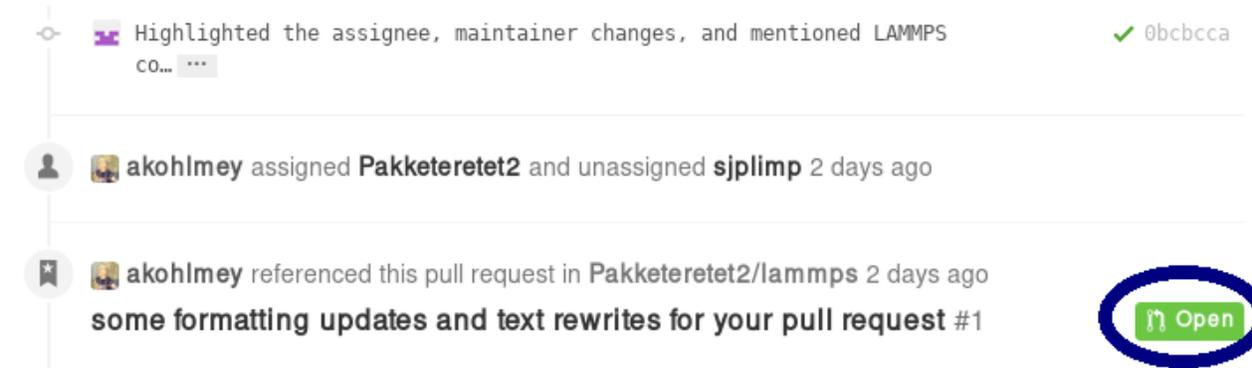 Highlighted the assignee, maintainer changes, and mentioned LAMMPS 0bcbcca
co… ...
akohlmey assigned Pakketeretet2 and unassigned sjplimp 2 days ago
akohlmey referenced this pull request in Pakketeretet2/lammps 2 days ago
some formatting updates and text rewrites for your pull request #1 Open